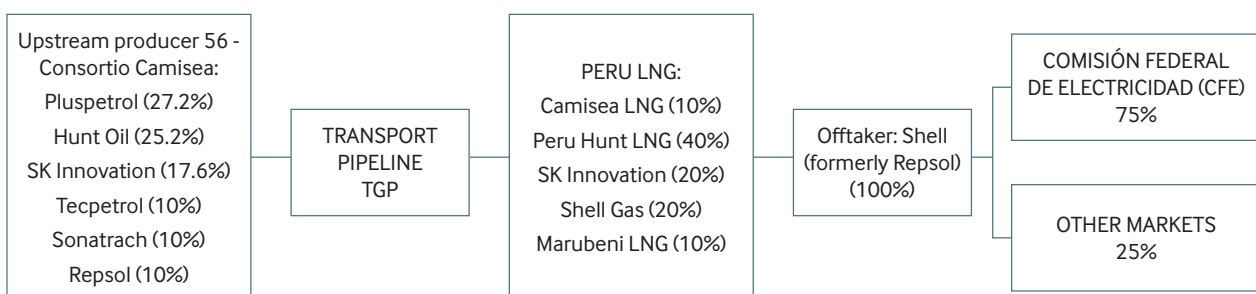 Upstream producer 56 -
Consortio Camisea:
Pluspetrol (27.2%)
Hunt Oil (25.2%)
SK Innovation (17.6%)
Tecpetrol (10%)
Sonatrach (10%)
Repsol (10%)
TRANSPORT
PIPELINE
TGP
PERU LNG:
Camisea LNG (10%)
Peru Hunt LNG (40%)
SK Innovation (20%)
Shell Gas (20%)
Marubeni LNG (10%)
Offtaker: Shell
(formerly Repsol)
(100%)
COMISIÓN FEDERAL
DE ELECTRICIDAD (CFE)
75%
OTHER MARKETS
25%